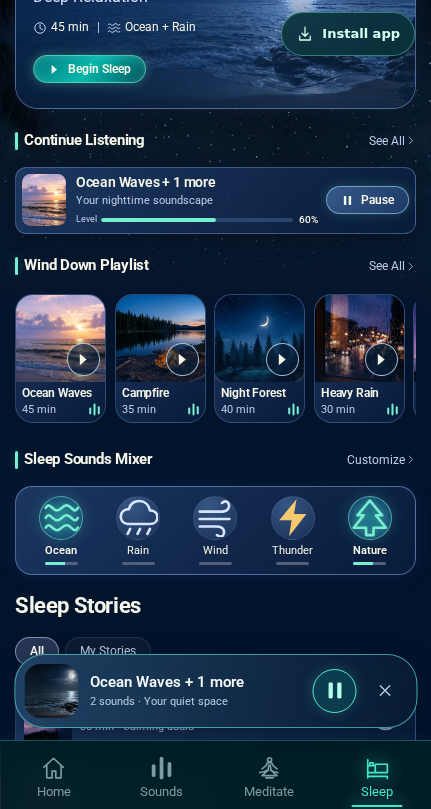 Deep Relaxation
45 min | Ocean + Rain
Install app
Begin Sleep
Continue Listening
See All
Ocean Waves + 1 more
Your nighttime soundscape
Level
60%
Pause
Wind Down Playlist
See All
Ocean Waves
45 min
Campfire
35 min
Night Forest
40 min
Heavy Rain
30 min
Sleep Sounds Mixer
Customize
Ocean
Rain
Wind
Thunder
Nature
Sleep Stories
All
My Stories
Ocean Waves + 1 more
2 sounds · Your quiet space
Home
Sounds
Meditate
Sleep